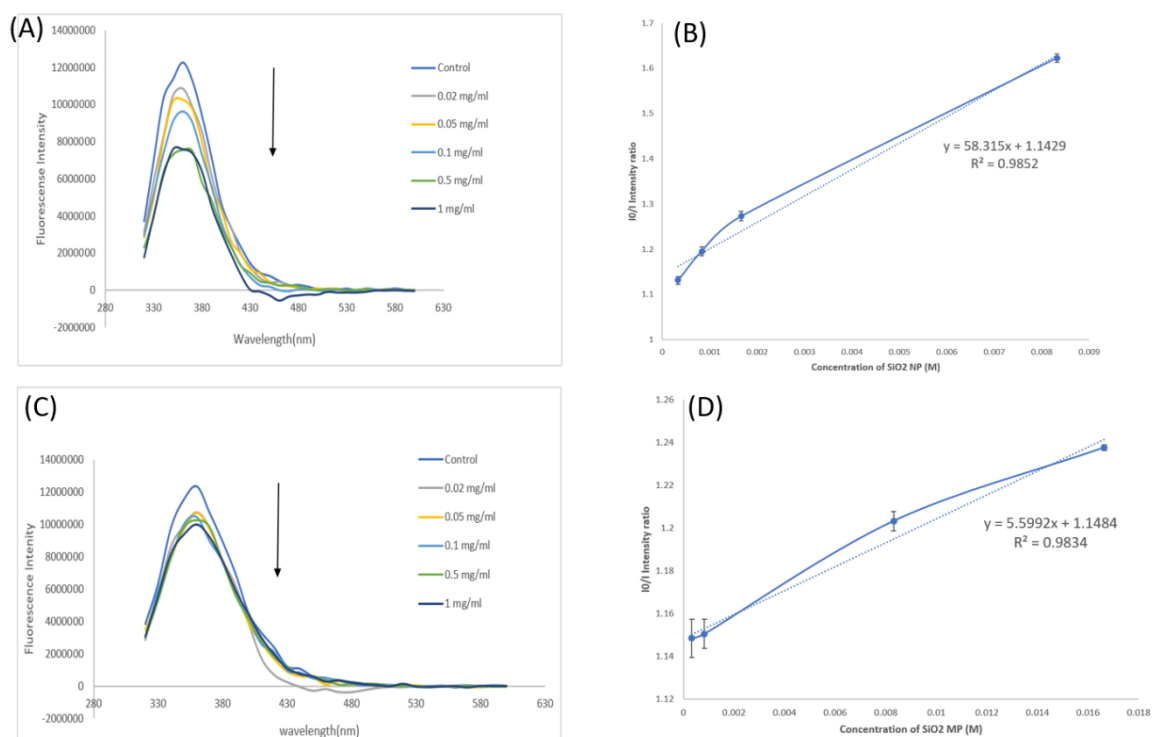 (A)
14000000
12000000
10000000
8000000
6000000
4000000
2000000
0
-2000000
280
330
380
430
480
530
580
630
Fluorescense Intensity
Wavelength(nm)
Control
0.02 mg/ml
0.05 mg/ml
0.1 mg/ml
0.5 mg/ml
1 mg/ml
(B)
1.7
1.6
1.5
1.4
1.3
1.2
1.1
1
0
0.001
0.002
0.003
0.004
0.005
0.006
0.007
0.008
0.009
I0/I Intensity ratio
Concentration of SiO2 NP (M)
y = 58.315x + 1.1429
R² = 0.9852
(C)
14000000
12000000
10000000
8000000
6000000
4000000
2000000
0
-2000000
280
330
380
430
480
530
580
630
Fluorescence Intenity
wavelength(nm)
Control
0.02 mg/ml
0.05 mg/ml
0.1 mg/ml
0.5 mg/ml
1 mg/ml
(D)
1.26
1.24
1.22
1.2
1.18
1.16
1.14
1.12
0
0.002
0.004
0.006
0.008
0.01
0.012
0.014
0.016
0.018
I0/I Intensity ratio
Concentration of SiO2 MP (M)
y = 5.5992x + 1.1484
R² = 0.9834